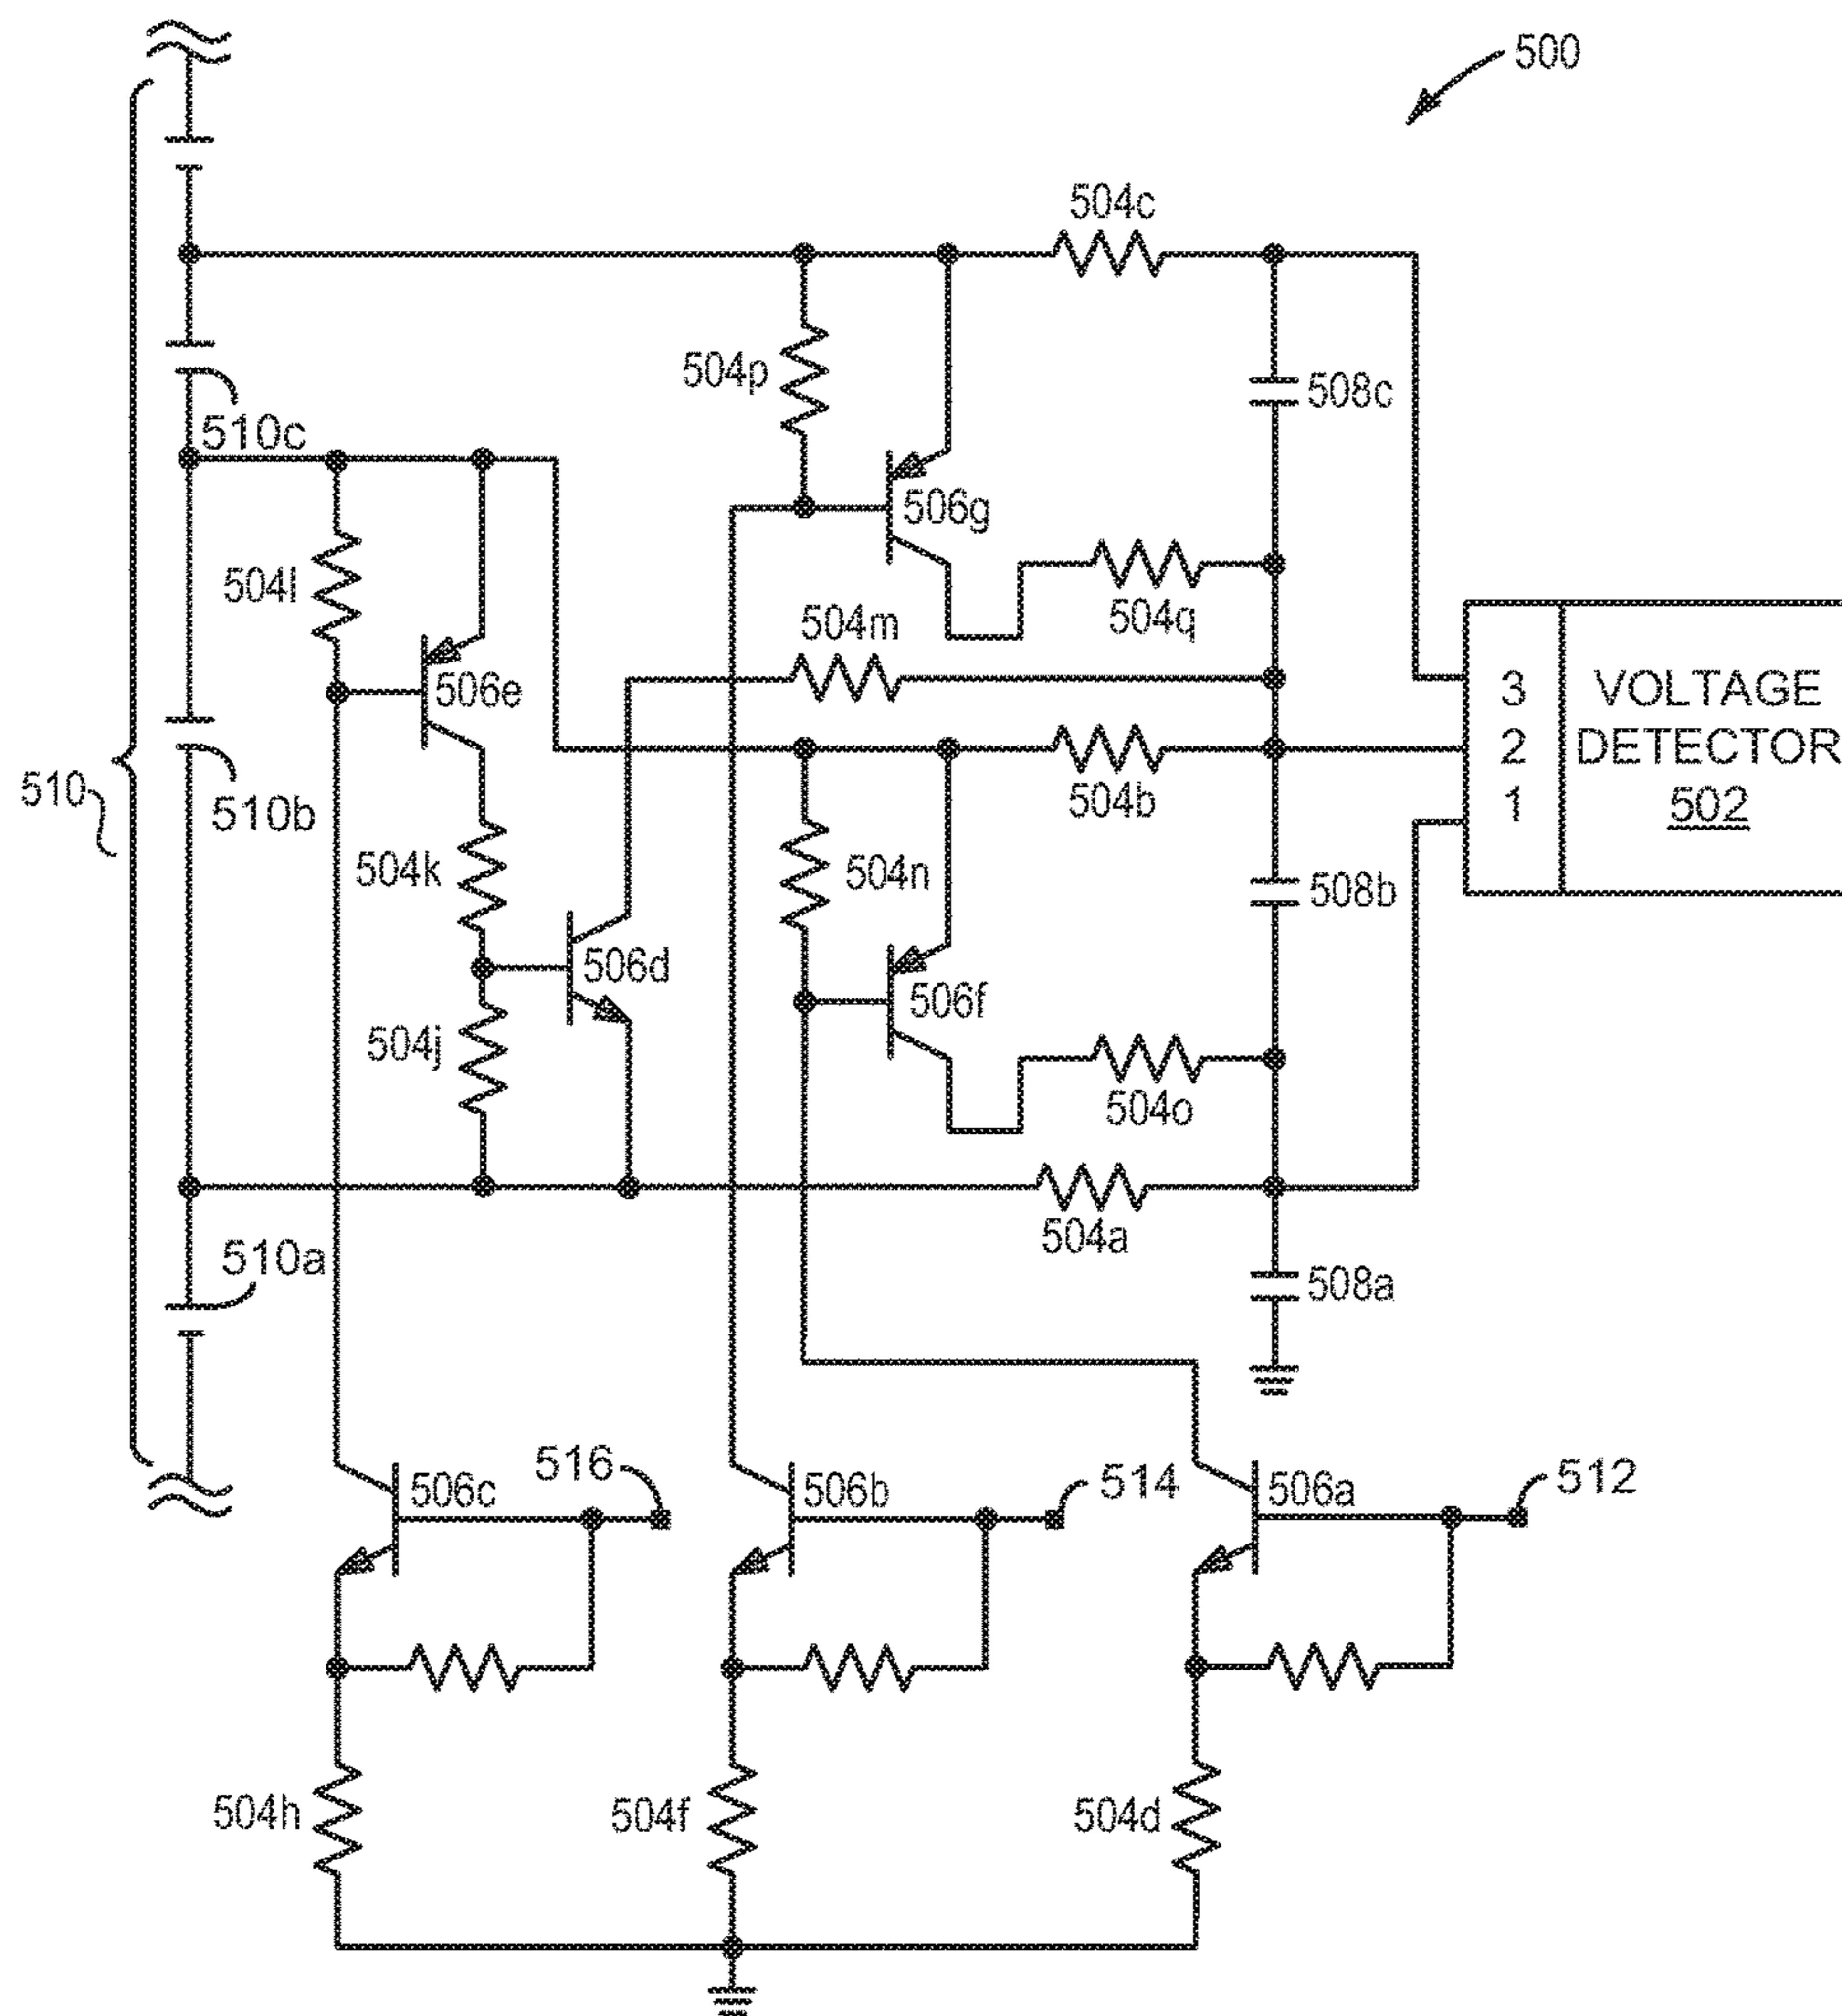 500
504c
504p
508c
510c
506g
504l
504m
504q
506e
3 VOLTAGE
2 DETECTOR
1 502
510
510b
504b
504k
504n
508b
506d
506f
504j
504o
510a
504a
508a
506c
516
506b
514
506a
512
504h
504f
504d